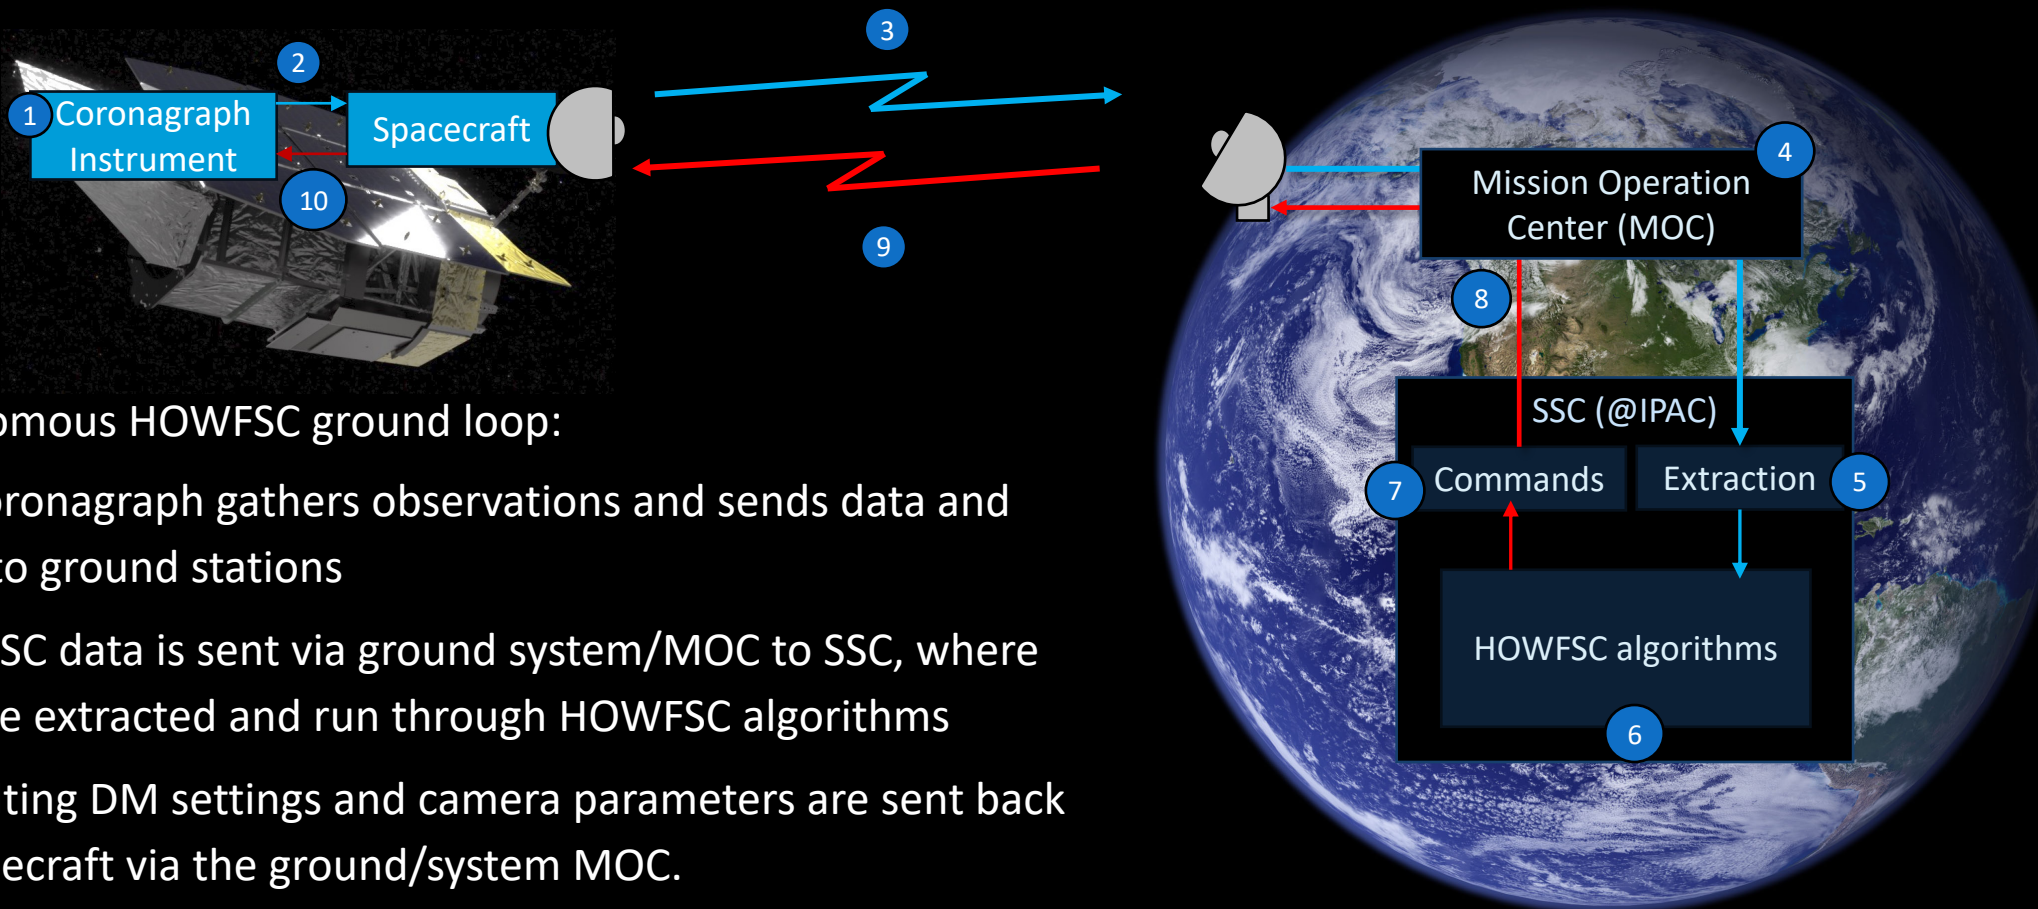 3
2
1
Coronagraph
Instrument
Spacecraft
10
9
4
Mission Operation
Center (MOC)
8
SSC (@IPAC)
7
Commands
Extraction
5
HOWFSC algorithms
6
omous HOWFSC ground loop:
oronagraph gathers observations and sends data and
to ground stations
SC data is sent via ground system/MOC to SSC, where
e extracted and run through HOWFSC algorithms
ting DM settings and camera parameters are sent back
ecraft via the ground/system MOC.